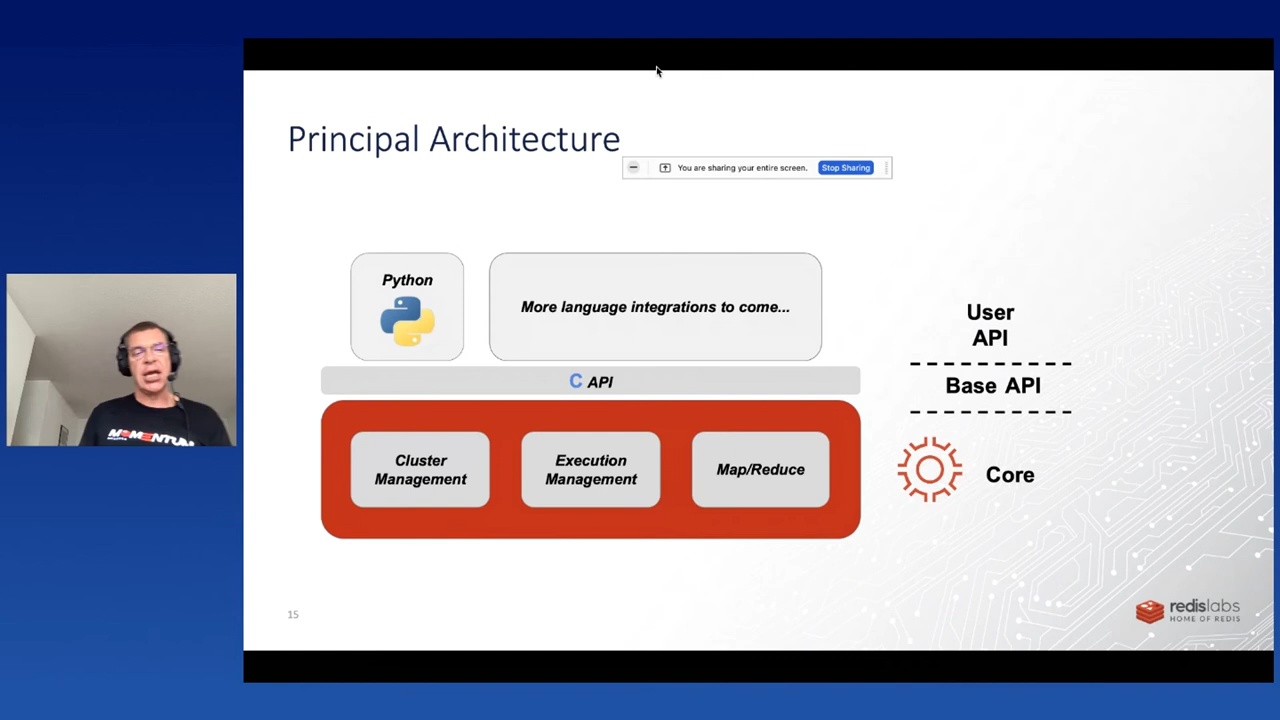 Principal Architecture
You are sharing your entire screen.
Stop Sharing
Python
More language integrations to come...
User
API
C API
Base API
Cluster
Management
Execution
Management
Map/Reduce
Core
MOMENTUM
15
redislabs
HOME OF REDIS